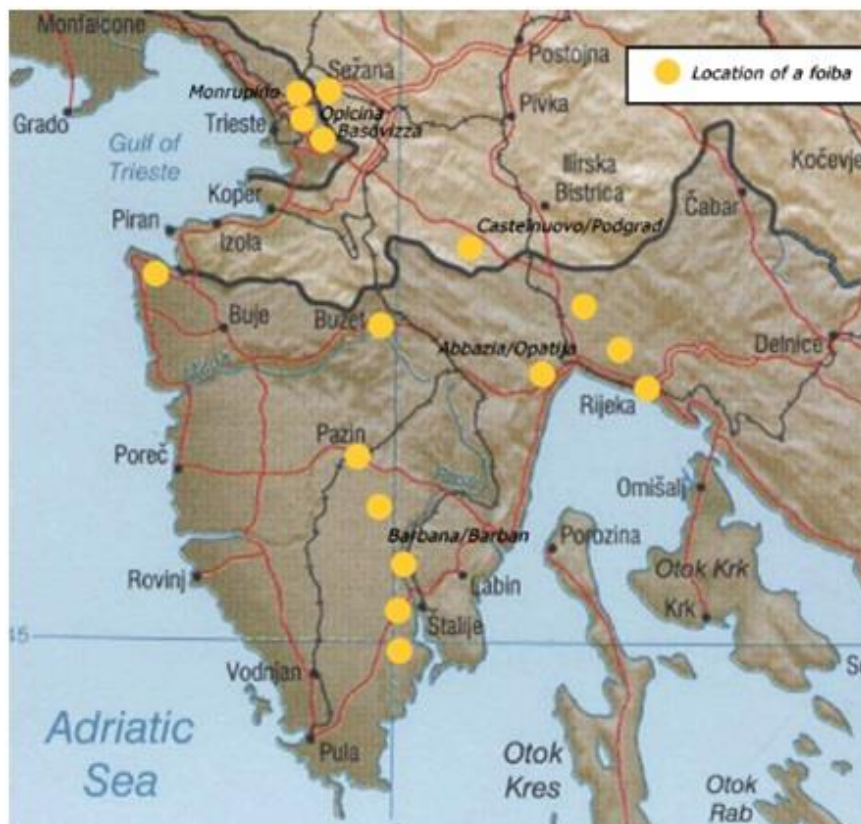 Monfalcone
Postojna
Location of a foiba
Sežana
Monrupino
Grado
Trieste
Opicina
Basovizza
Pivka
Gulf of
Trieste
Ilirska
Bistrica
Kočevje
Koper
Čabar
Piran
Izola
Castelnuovo/Podgrad
Buje
Buzet
Abbazia/Opatija
Delnice
Rijeka
Pazin
Poreč
Omišalj
Barbana/Barban
Porozina
Rovinj
Labin
Otok Krk
Štalije
Krk
45
Vodnjan
Adriatic
Sea
Pula
Otok
Kres
Otok
Rab